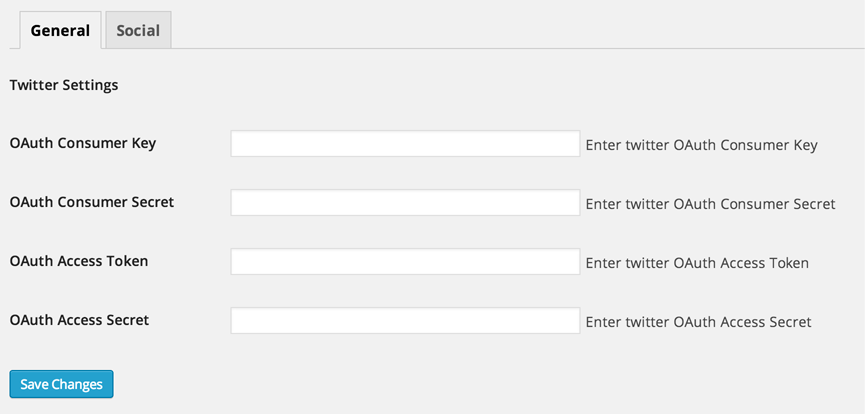 General Social
Twitter Settings
OAuth Consumer Key Enter twitter OAuth Consumer Key
OAuth Consumer Secret Enter twitter OAuth Consumer Secret
OAuth Access Token Enter twitter OAuth Access Token
OAuth Access Secret Enter twitter OAuth Access Secret
Save Changes